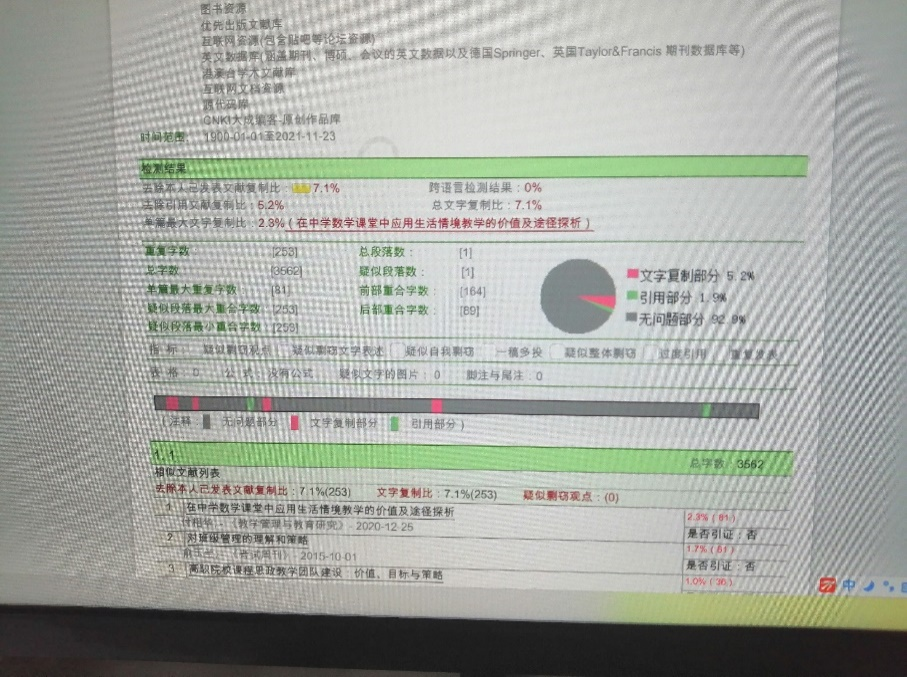 图书资源
优先出版文献库
互联网资源(包含贴吧等论坛资源)
英文数据库(涵盖期刊、博硕、会议的英文数据以及德国Springer、英国Taylor&Francis 期刊数据库等)
港澳台学术文献库
互联网文档资源
源代码库
CNKI大成编客-原创作品库
时间范围: 1900-01-01至2021-11-23
检测结果
去除本人已发表文献复制比: 7.1% 跨语言检测结果: 0%
去除引用文献复制比: 5.2% 总文字复制比: 7.1%
单篇最大文字复制比: 2.3% ( 在中学数学课堂中应用生活情境教学的价值及途径探析 )
重复字数 [253] 总段落数: [1]
总字数 [3562] 疑似段落数: [1]
单篇最大重复字数 [81] 前部重合字数: [164]
疑似段落最大重合字数 [253] 后部重合字数: [89]
疑似段落最小重合字数 [253]
文字复制部分 5.2%
引用部分 1.9%
无问题部分 92.9%
指 标: 疑似剽窃观点 疑似剽窃文字表述 疑似自我剽窃 一稿多投 疑似整体剽窃 过度引用 重复发表
表 格: 0 公 式: 没有公式 疑似文字的图片: 0 脚注与尾注: 0
( 注释 无问题部分 文字复制部分 引用部分 )
1. 1. 总字数: 3562
相似文献列表
去除本人已发表文献复制比: 7.1%(253) 文字复制比: 7.1%(253) 疑似剽窃观点: (0)
1 在中学数学课堂中应用生活情境教学的价值及途径探析 2.3% ( 81 )
-《教学管理与教育研究》- 2020-12-25 是否引证: 否
2 对班级管理的理解和策略 1.7% ( 61 )
- 2015-10-01 是否引证: 否
3 高职院校课程思政教学团队建设 价值、目标与策略 1.0% ( 36 )
中